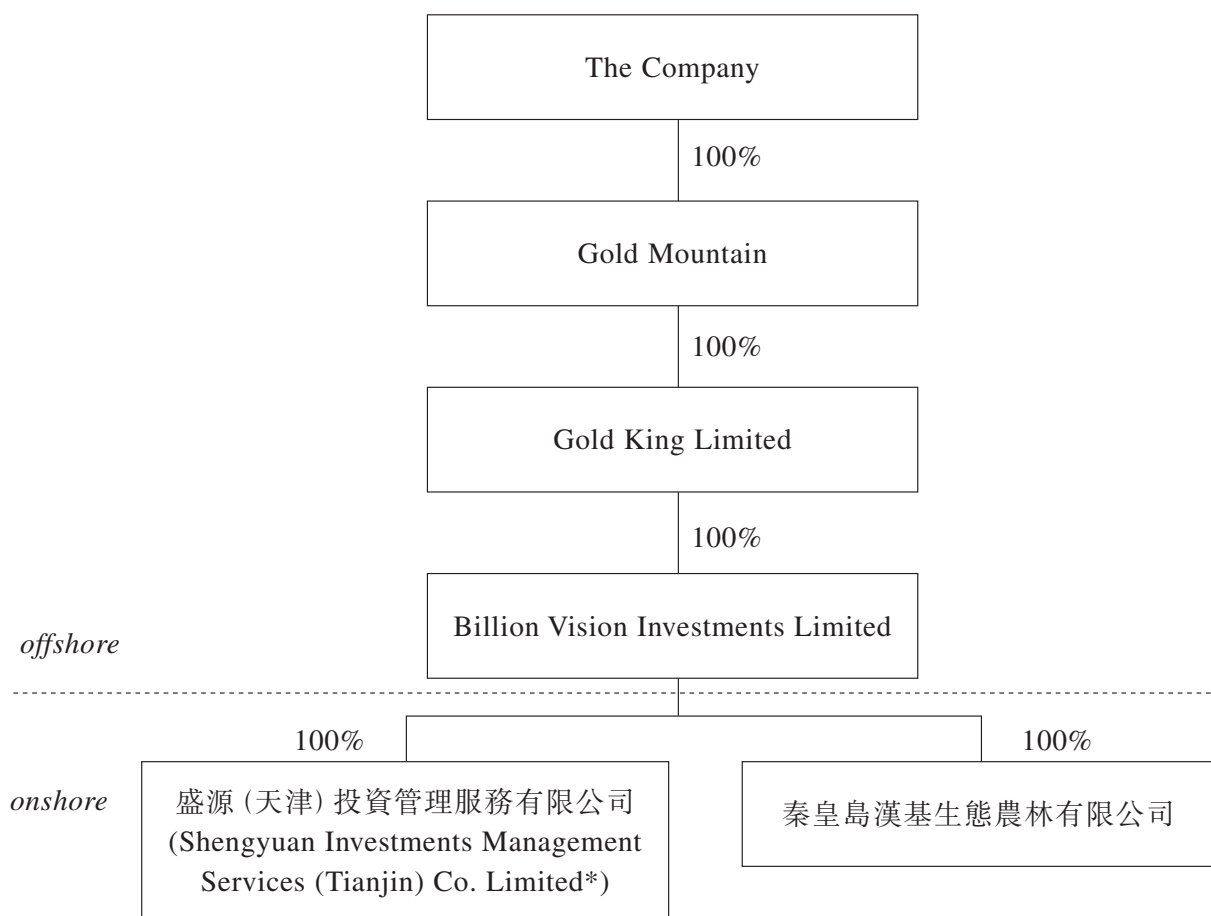 The Company
100%
Gold Mountain
100%
Gold King Limited
100%
Billion Vision Investments Limited
offshore
100%
100%
onshore
盛源 (天津) 投資管理服務有限公司
(Shengyuan Investments Management
Services (Tianjin) Co. Limited*)
秦皇島漢基生態農林有限公司